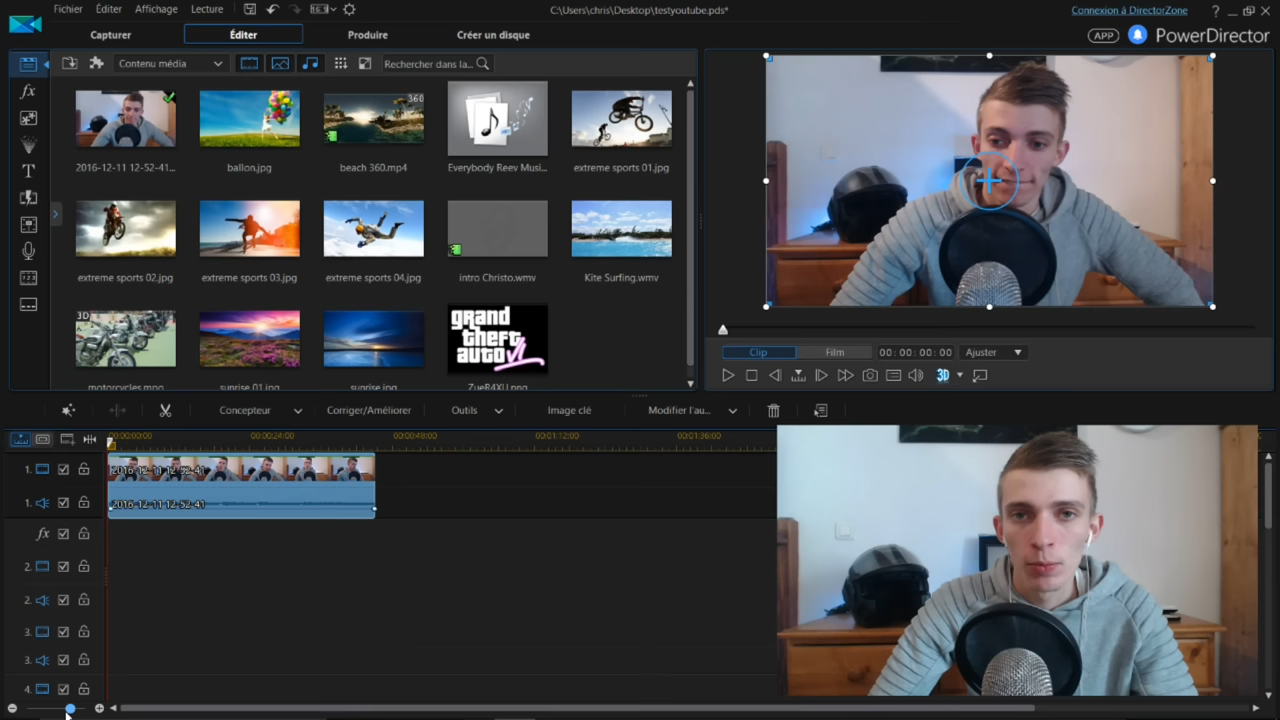 Fichier Éditer Affichage Lecture C:\Users\chris\Desktop\testyoutube.pds* Connexion à DirectorZone ?
Capturer Éditer Produire Créer un disque APP PowerDirector
Contenu média Rechercher dans la...
360
2016-12-11 12-52-41... ballon.jpg beach 360.mp4 Everybody Reev Musi... extreme sports 01.jpg
extreme sports 02.jpg extreme sports 03.jpg extreme sports 04.jpg intro Christo.wmv Kite Surfing.wmv
3D
grand
theft
auto VI
motorcycles.mpg sunrise 01.jpg sunrise.jpg
Clip Film 00:00:00:00 Ajuster
3D
Concepteur Corriger/Améliorer Outils Image clé Modifier l'au...
00:00:00:00 00:00:24:00 00:00:48:00 00:01:12:00 00:01:36:00
1. 2016-12-11 12-52-41
1. 2016-12-11 12-52-41
fx
2.
2.
3.
3.
4.